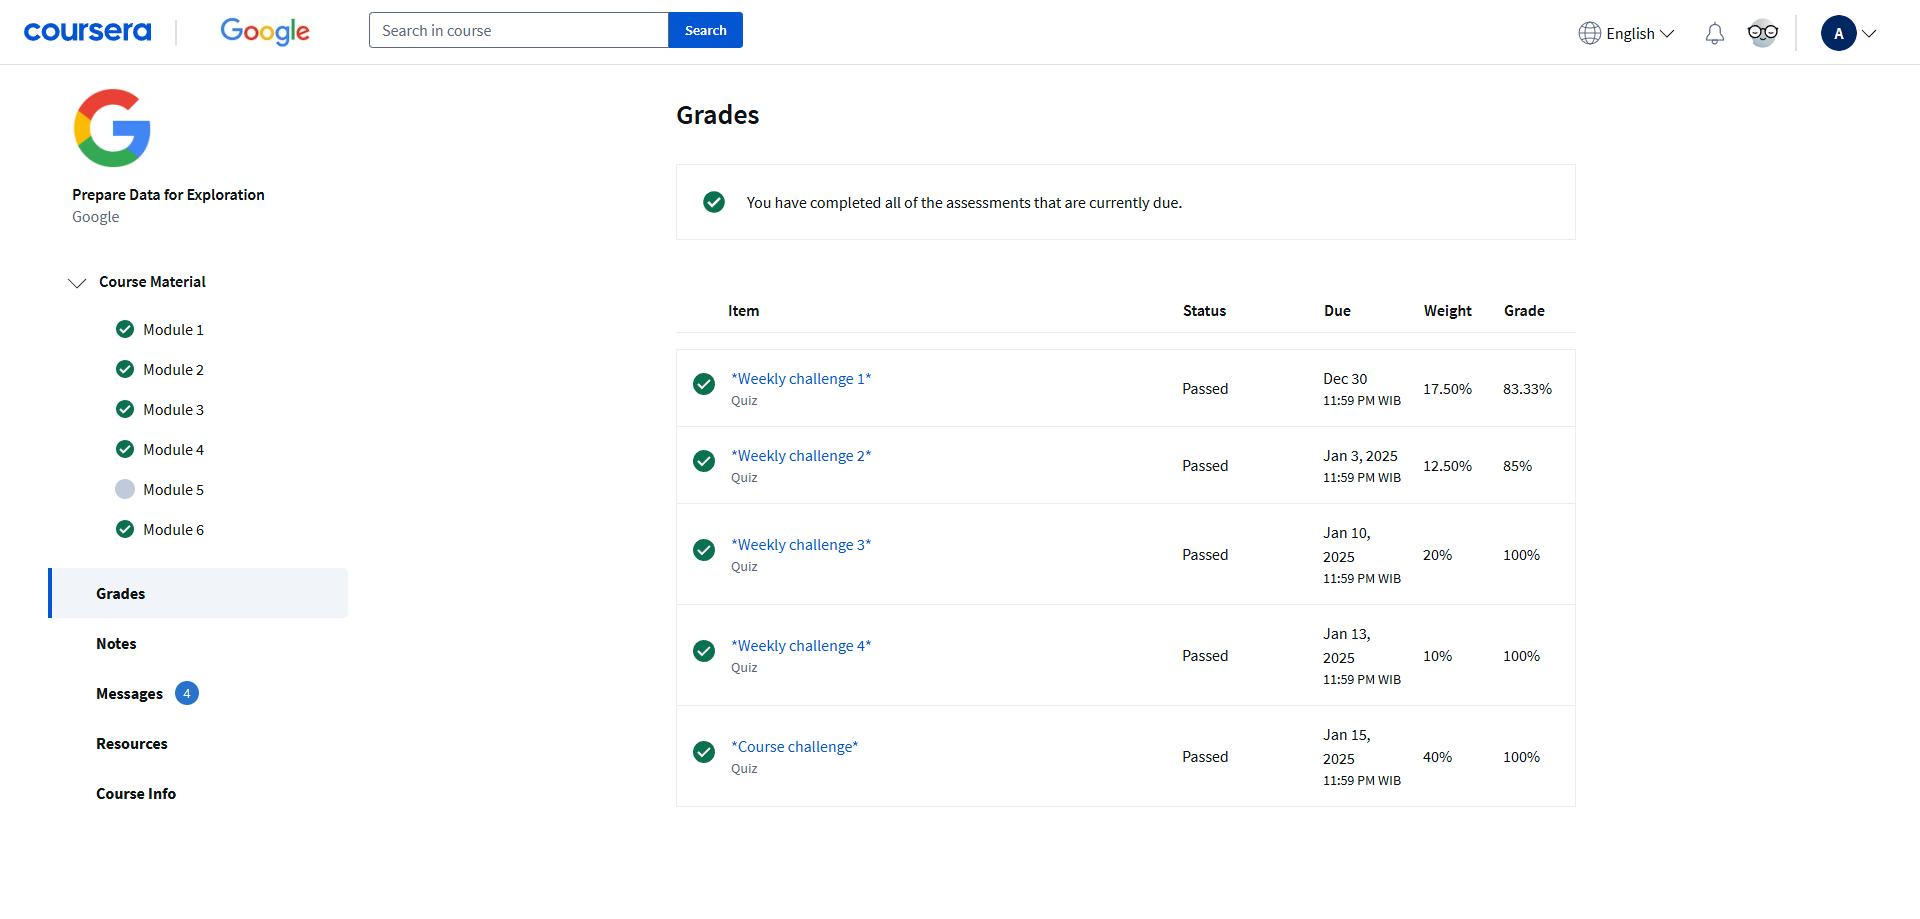 coursera
Google
Search in course
Search
English
A
Prepare Data for Exploration
Google
Course Material
Module 1
Module 2
Module 3
Module 4
Module 5
Module 6
Grades
Notes
Messages 4
Resources
Course Info
Grades
You have completed all of the assessments that are currently due.
Item Status Due Weight Grade
*Weekly challenge 1*
Quiz
Passed
Dec 30
11:59 PM WIB
17.50%
83.33%
*Weekly challenge 2*
Quiz
Passed
Jan 3, 2025
11:59 PM WIB
12.50%
85%
*Weekly challenge 3*
Quiz
Passed
Jan 10,
2025
11:59 PM WIB
20%
100%
*Weekly challenge 4*
Quiz
Passed
Jan 13,
2025
11:59 PM WIB
10%
100%
*Course challenge*
Quiz
Passed
Jan 15,
2025
11:59 PM WIB
40%
100%